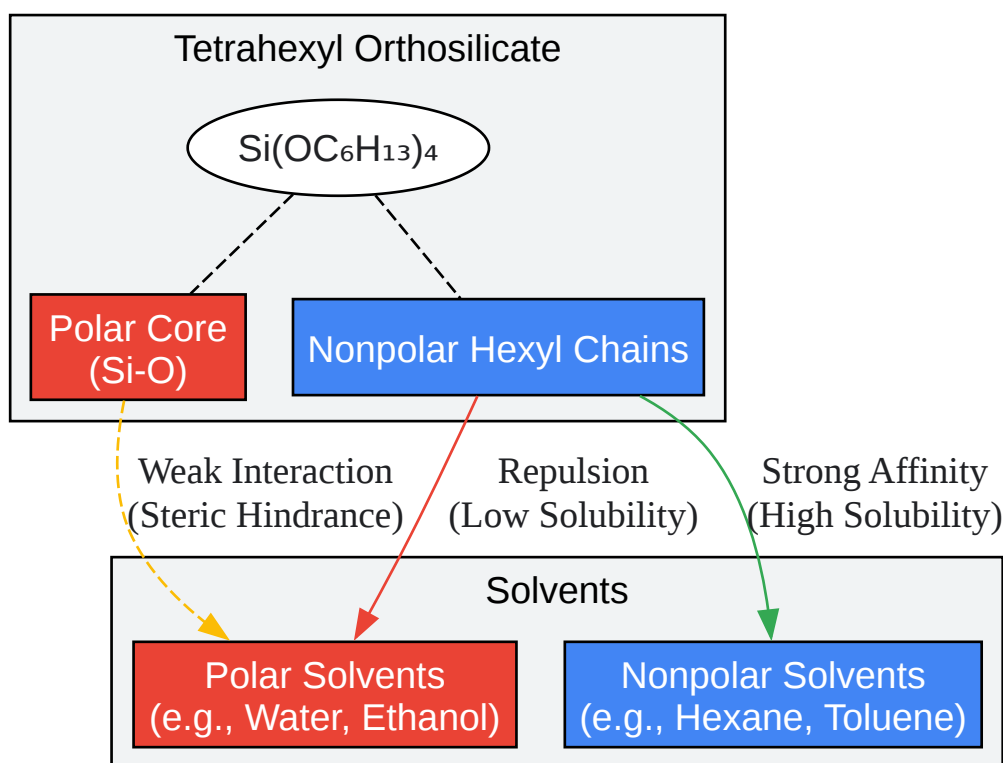 Tetrahexyl Orthosilicate
Si(OC₆H₁₃)₄
Polar Core
(Si-O)
Nonpolar Hexyl Chains
Weak Interaction
(Steric Hindrance)
Repulsion
(Low Solubility)
Strong Affinity
(High Solubility)
Solvents
Polar Solvents
(e.g., Water, Ethanol)
Nonpolar Solvents
(e.g., Hexane, Toluene)